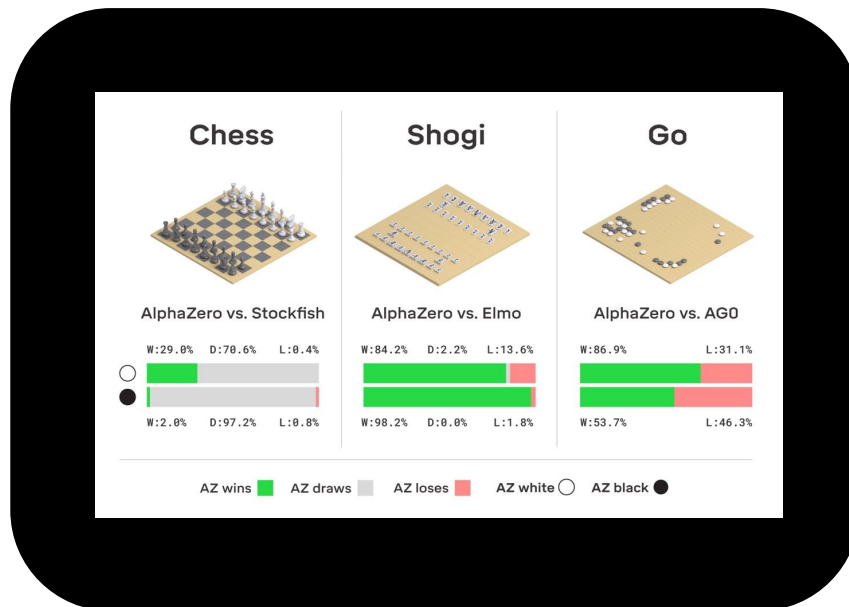 Chess
Shogi
Go
AlphaZero vs. Stockfish
AlphaZero vs. Elmo
AlphaZero vs. AG0
W:29.0% D:70.6% L:0.4%
W:84.2% D:2.2% L:13.6%
W:86.9% L:31.1%
W:2.0% D:97.2% L:0.8%
W:98.2% D:0.0% L:1.8%
W:53.7% L:46.3%
AZ wins AZ draws AZ loses AZ white AZ black